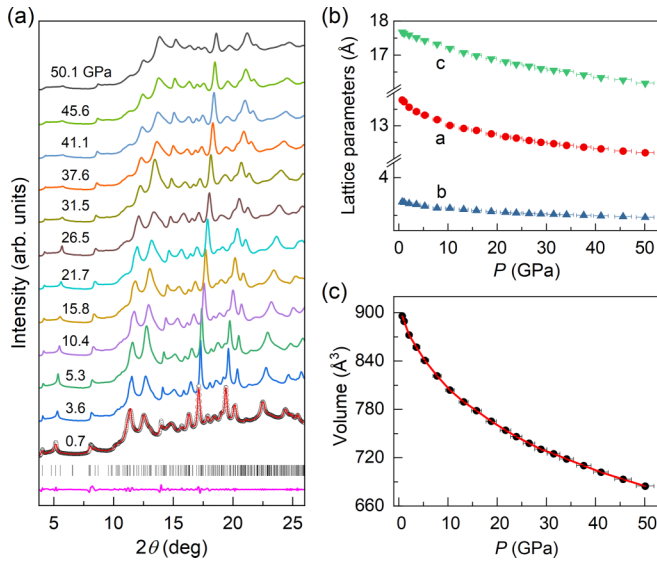 (a)
50.1 GPa
45.6
41.1
37.6
31.5
26.5
21.7
15.8
10.4
5.3
3.6
0.7
Intensity (arb. units)
5 10 15 20 25
2θ (deg)
(b)
18
17
13
4
Lattice parameters (Å)
c
a
b
0 10 20 30 40 50
P (GPa)
(c)
900
840
780
720
660
Volume (Å³)
0 10 20 30 40 50
P (GPa)